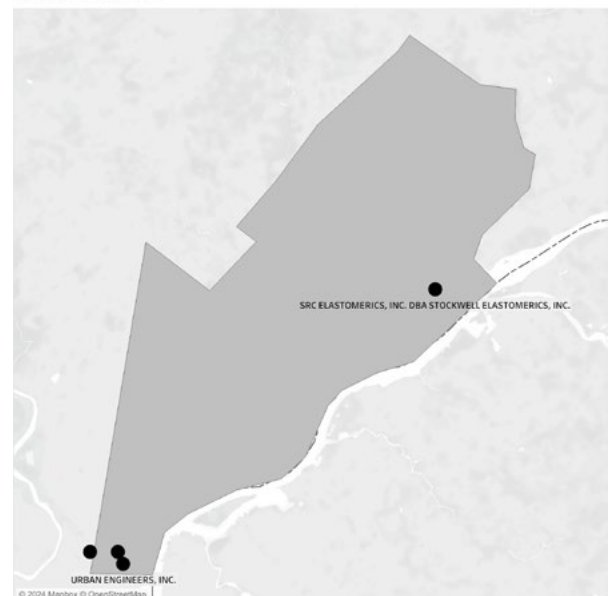 SRC ELASTOMERICS, INC. DBA STOCKWELL ELASTOMERICS, INC.
URBAN ENGINEERS, INC.
© 2024 Mapbox © OpenStreetMap